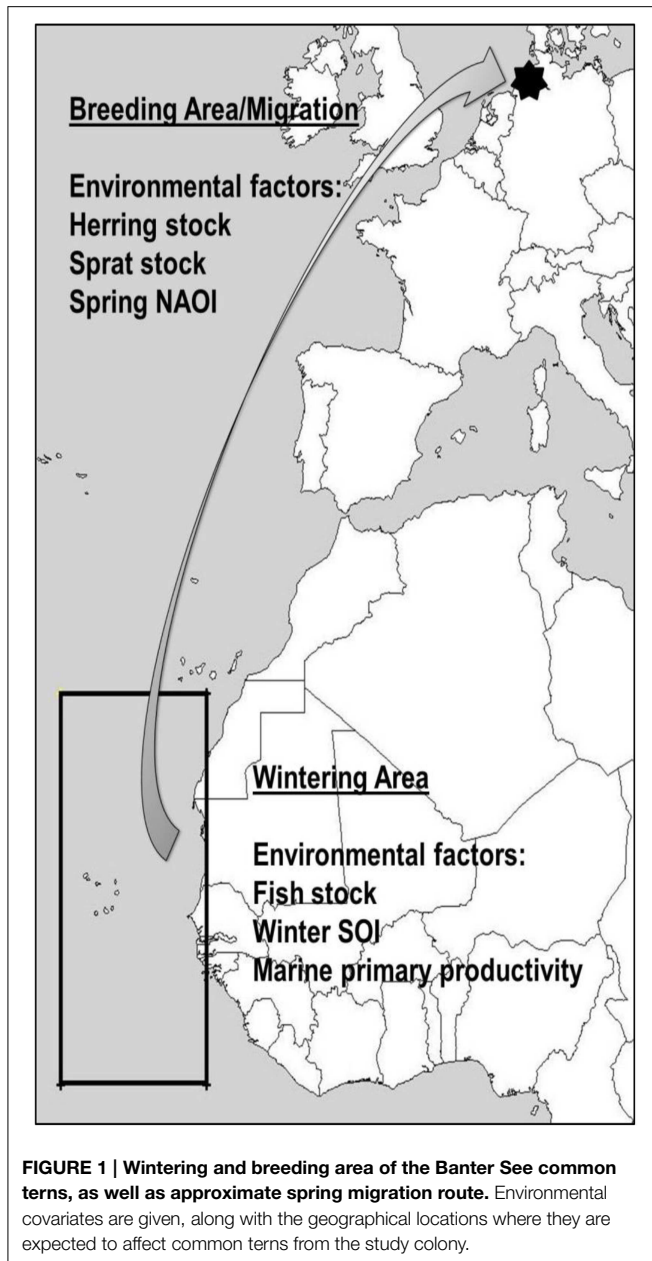 Breeding Area/Migration
Environmental factors:
Herring stock
Sprat stock
Spring NAOI
Wintering Area
Environmental factors:
Fish stock
Winter SOI
Marine primary productivity
FIGURE 1 | Wintering and breeding area of the Banter See common
terns, as well as approximate spring migration route. Environmental
covariates are given, along with the geographical locations where they are
expected to affect common terns from the study colony.